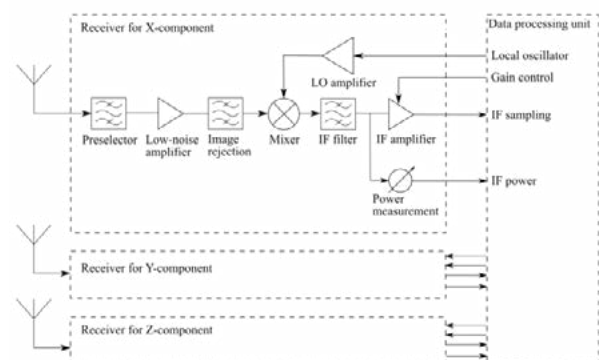 Receiver for X-component
Data processing unit
Local oscillator
LO amplifier
Gain control
IF sampling
Preselector
Low-noise
amplifier
Image
rejection
Mixer
IF filter
IF amplifier
IF power
Power
measurement
Receiver for Y-component
Receiver for Z-component